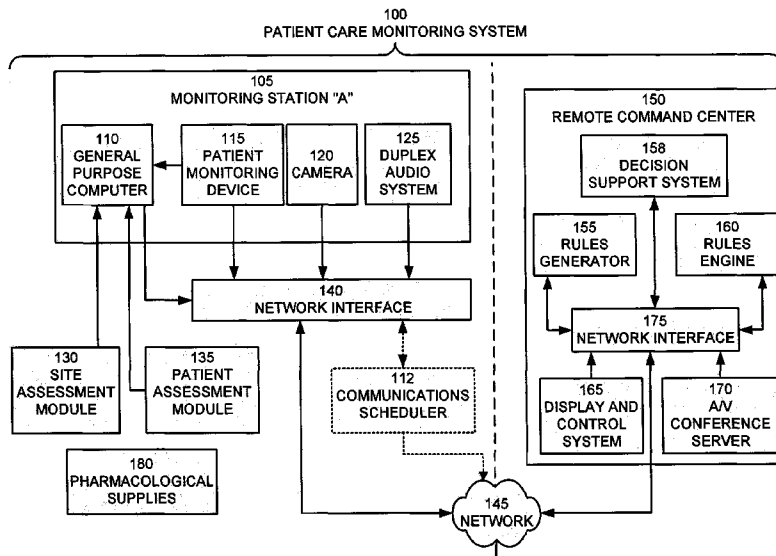 100
PATIENT CARE MONITORING SYSTEM
105
MONITORING STATION "A"
110
GENERAL
PURPOSE
COMPUTER
115
PATIENT
MONITORING
DEVICE
120
CAMERA
125
DUPLEX
AUDIO
SYSTEM
140
NETWORK INTERFACE
130
SITE
ASSESSMENT
MODULE
135
PATIENT
ASSESSMENT
MODULE
112
COMMUNICATIONS
SCHEDULER
180
PHARMACOLOGICAL
SUPPLIES
145
NETWORK
150
REMOTE COMMAND CENTER
158
DECISION
SUPPORT SYSTEM
155
RULES
GENERATOR
160
RULES
ENGINE
175
NETWORK INTERFACE
165
DISPLAY AND
CONTROL
SYSTEM
170
A/V
CONFERENCE
SERVER